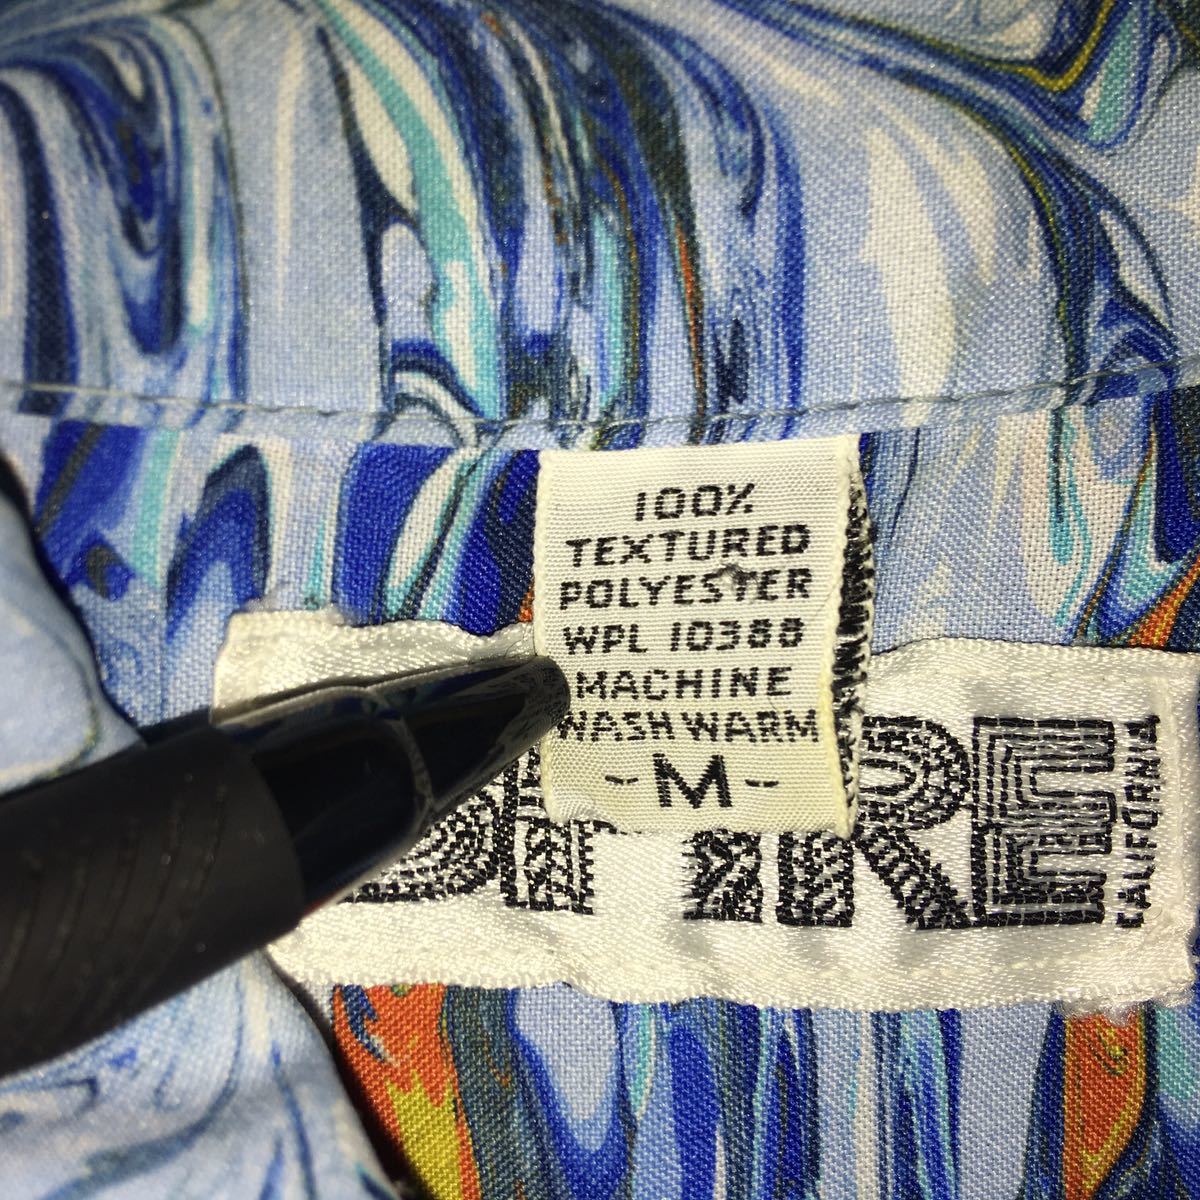 100%
TEXTURED
POLYESTER
WPL 10388
MACHINE
WASH WARM
-M-
CALIFORNIA